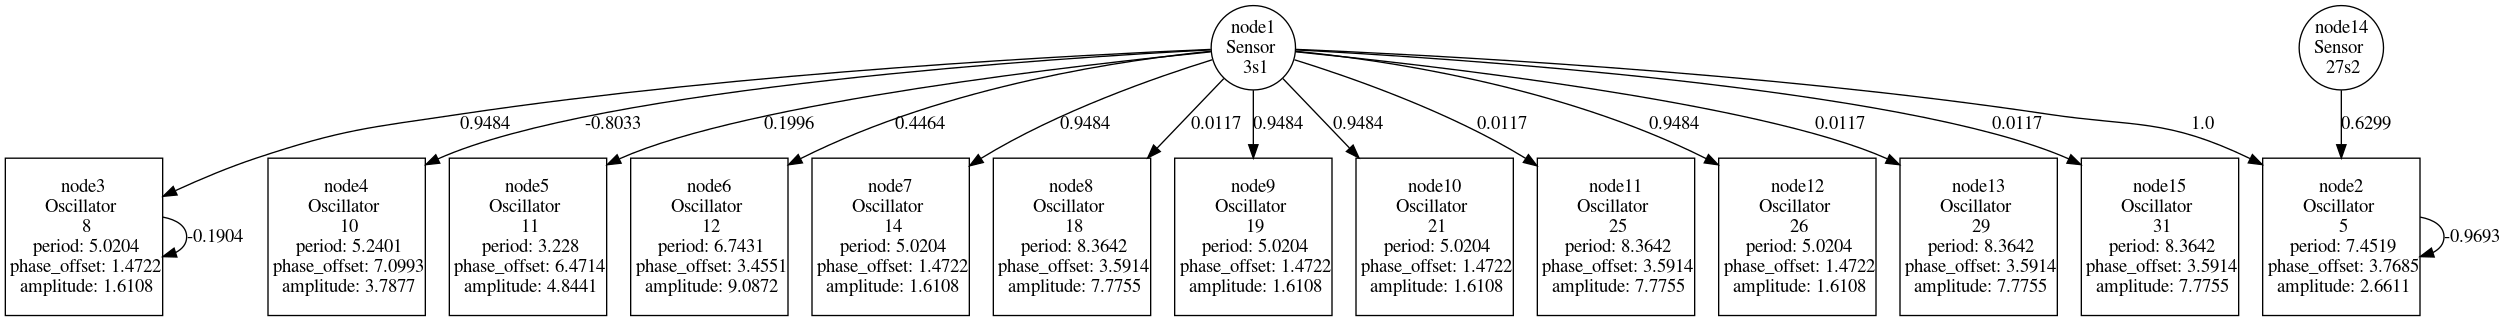 node1
Sensor
3s1
node14
Sensor
27s2
0.9484
-0.8033
0.1996
0.4464
0.9484
0.0117
0.9484
0.9484
0.0117
0.9484
0.0117
0.0117
1.0
0.6299
node3
Oscillator
8
period: 5.0204
phase_offset: 1.4722
amplitude: 1.6108
-0.1904
node4
Oscillator
10
period: 5.2401
phase_offset: 7.0993
amplitude: 3.7877
node5
Oscillator
11
period: 3.228
phase_offset: 6.4714
amplitude: 4.8441
node6
Oscillator
12
period: 6.7431
phase_offset: 3.4551
amplitude: 9.0872
node7
Oscillator
14
period: 5.0204
phase_offset: 1.4722
amplitude: 1.6108
node8
Oscillator
18
period: 8.3642
phase_offset: 3.5914
amplitude: 7.7755
node9
Oscillator
19
period: 5.0204
phase_offset: 1.4722
amplitude: 1.6108
node10
Oscillator
21
period: 5.0204
phase_offset: 1.4722
amplitude: 1.6108
node11
Oscillator
25
period: 8.3642
phase_offset: 3.5914
amplitude: 7.7755
node12
Oscillator
26
period: 5.0204
phase_offset: 1.4722
amplitude: 1.6108
node13
Oscillator
29
period: 8.3642
phase_offset: 3.5914
amplitude: 7.7755
node15
Oscillator
31
period: 8.3642
phase_offset: 3.5914
amplitude: 7.7755
node2
Oscillator
5
period: 7.4519
phase_offset: 3.7685
amplitude: 2.6611
-0.9693